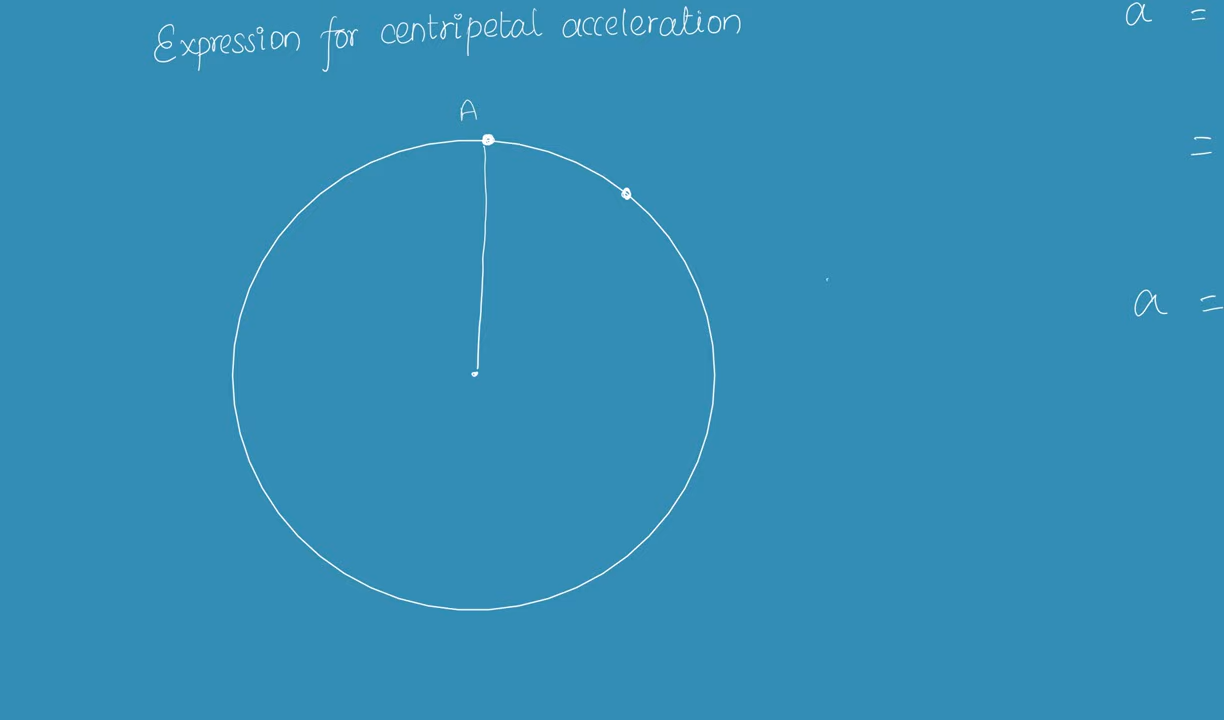 Expression for centripetal acceleration
a =
A
=
a =